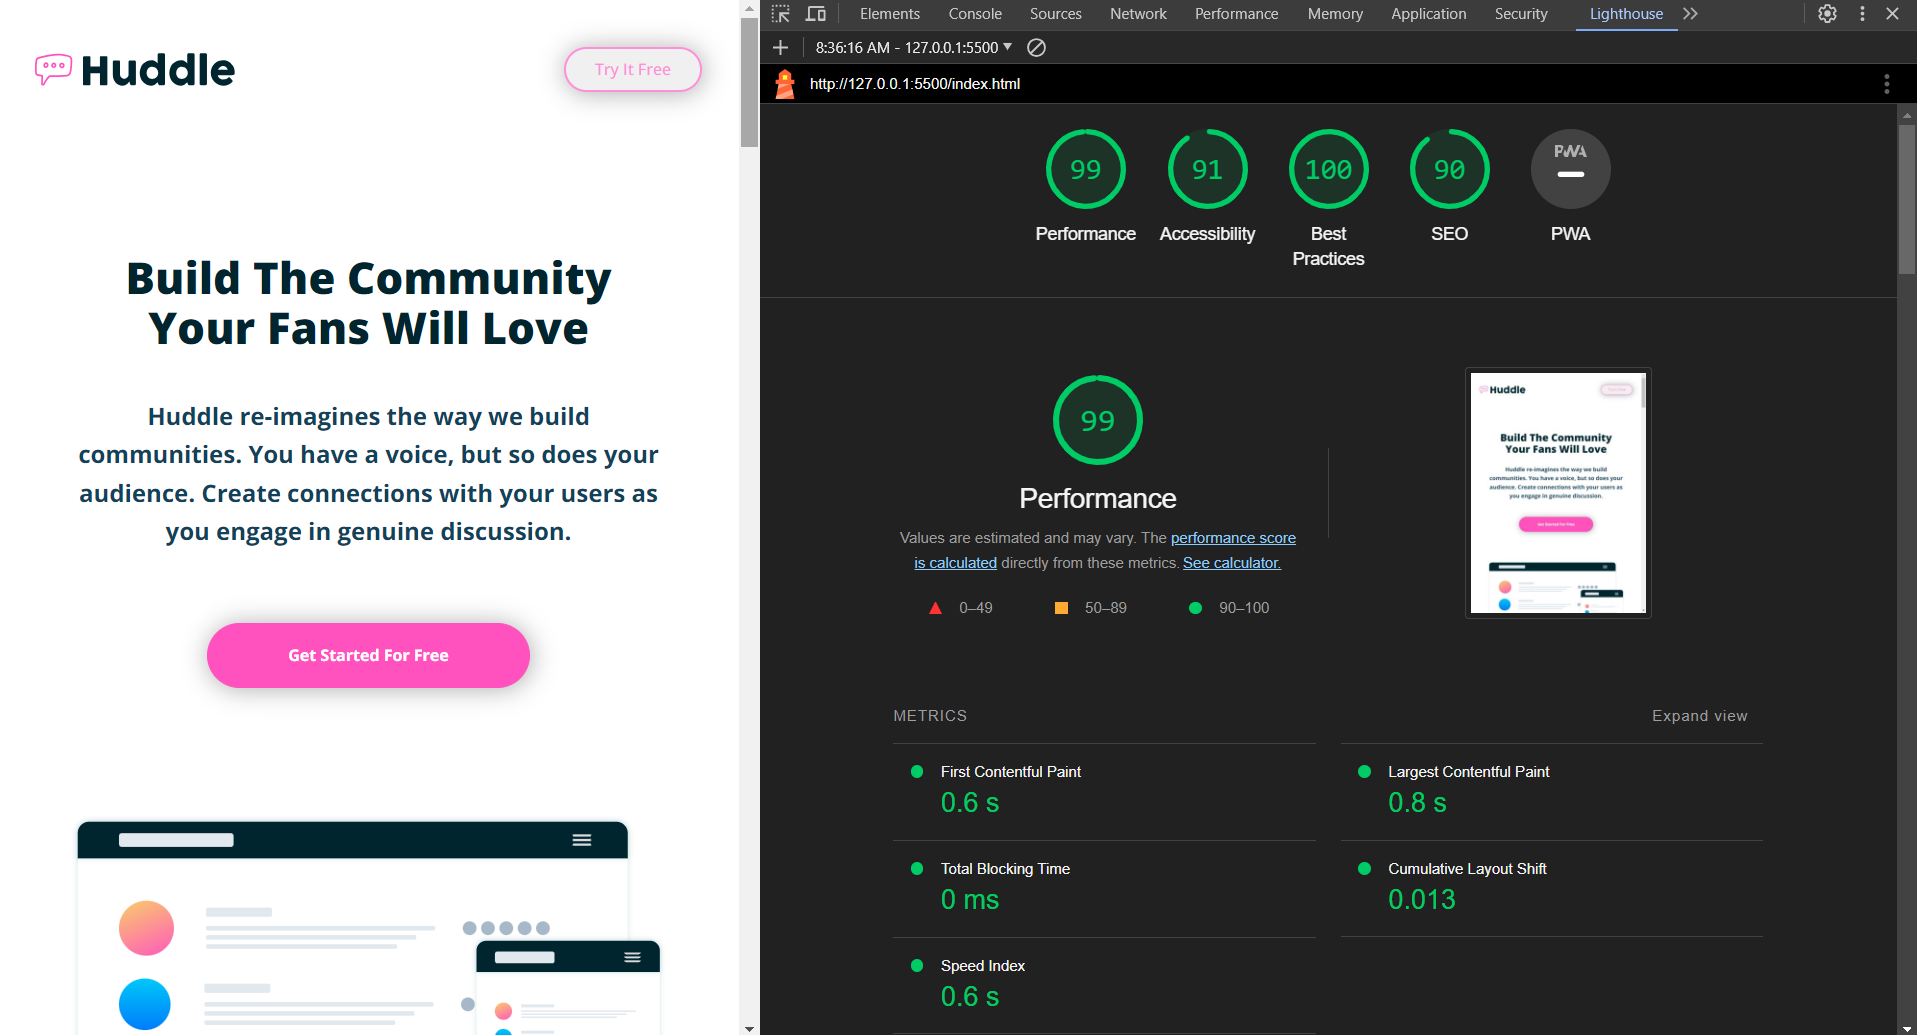 Huddle
Try It Free
Build The Community
Your Fans Will Love
Huddle re-imagines the way we build
communities. You have a voice, but so does your
audience. Create connections with your users as
you engage in genuine discussion.
Get Started For Free
Elements Console Sources Network Performance Memory Application Security Lighthouse
8:36:16 AM - 127.0.0.1:5500
http://127.0.0.1:5500/index.html
99 91 100 90 PWA
Performance Accessibility Best Practices SEO PWA
99
Performance
Values are estimated and may vary. The performance score
is calculated directly from these metrics. See calculator.
0–49 50–89 90–100
Huddle
Build The Community
Your Fans Will Love
Huddle re-imagines the way we build
communities. You have a voice, but so does your
audience. Create connections with your users as
you engage in genuine discussion.
Get Started For Free
METRICS Expand view
First Contentful Paint
0.6 s
Largest Contentful Paint
0.8 s
Total Blocking Time
0 ms
Cumulative Layout Shift
0.013
Speed Index
0.6 s